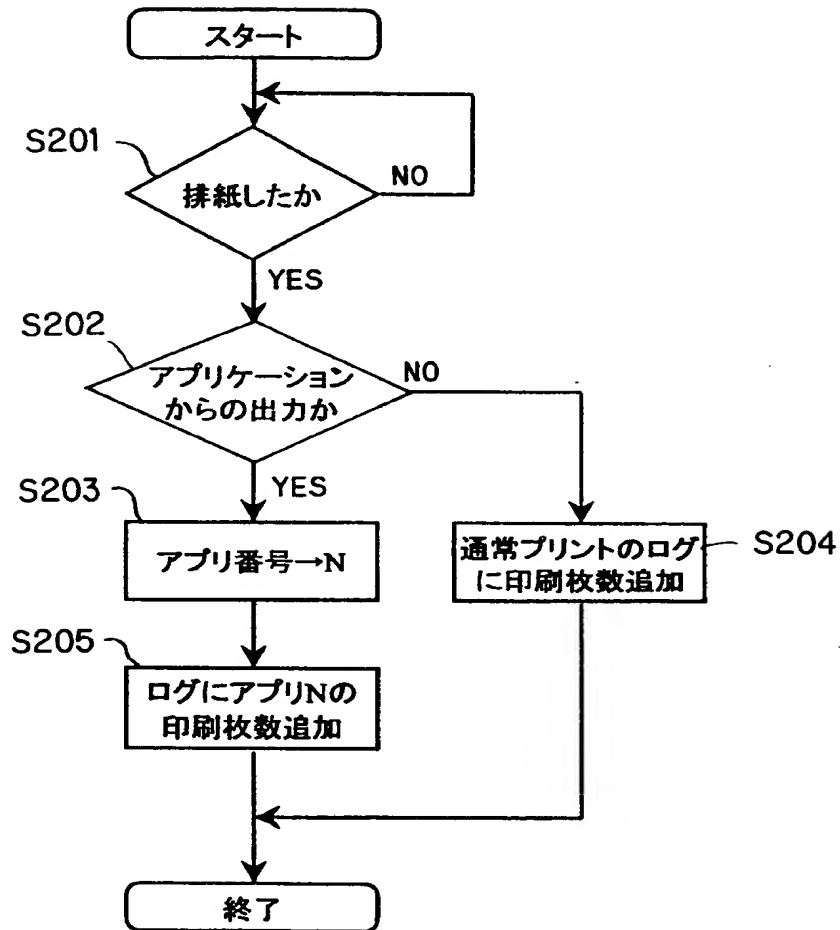 スタート
S201
排紙したか
NO
YES
S202
アプリケーション
からの出力か
NO
YES
S203
アプリ番号→N
通常プリントのログ
に印刷枚数追加
S204
S205
ログにアプリNの
印刷枚数追加
終了